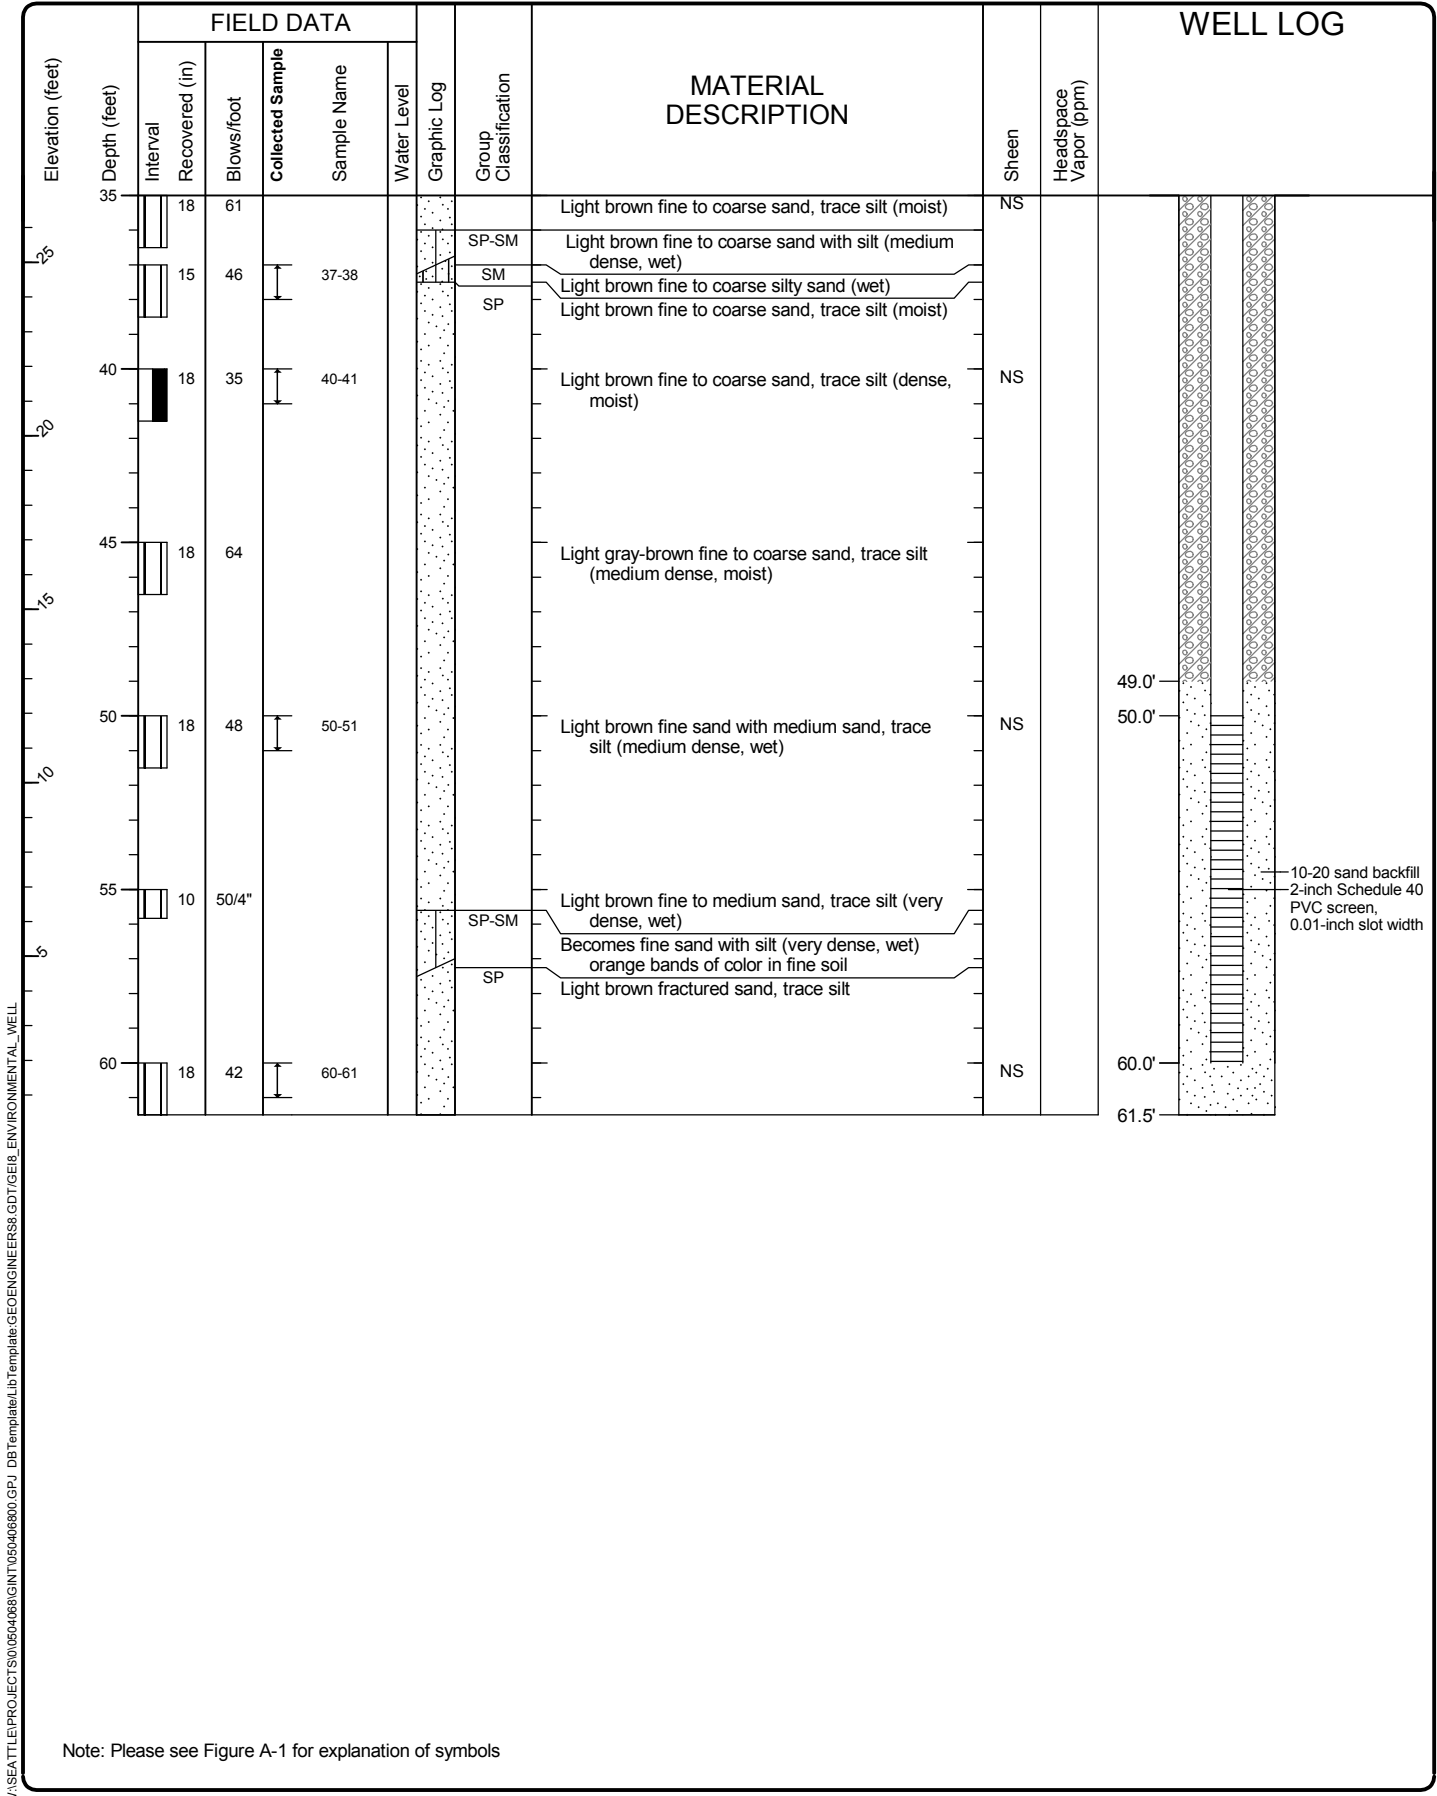 FIELD DATA
WELL LOG
Elevation (feet)
Depth (feet)
Interval
Recovered (in)
Blows/foot
Collected Sample
Sample Name
Water Level
Graphic Log
Group
Classification
MATERIAL
DESCRIPTION
Sheen
Headspace
Vapor (ppm)
35
18 61 Light brown fine to coarse sand, trace silt (moist) NS
SP-SM Light brown fine to coarse sand with silt (medium
dense, wet)
25
15 46 37-38 SM
Light brown fine to coarse silty sand (wet)
SP Light brown fine to coarse sand, trace silt (moist)
40
18 35 40-41 Light brown fine to coarse sand, trace silt (dense, NS
moist)
20
45
18 64 Light gray-brown fine to coarse sand, trace silt
(medium dense, moist)
15
49.0'
50 50.0'
18 48 50-51 Light brown fine sand with medium sand, trace NS
silt (medium dense, wet)
10
10-20 sand backfill
2-inch Schedule 40
PVC screen,
0.01-inch slot width
55
10 50/4" Light brown fine to medium sand, trace silt (very
SP-SM dense, wet)
Becomes fine sand with silt (very dense, wet)
5
orange bands of color in fine soil
SP Light brown fractured sand, trace silt
60 60.0'
18 42 60-61 NS
61.5'
Note: Please see Figure A-1 for explanation of symbols
V:\SEATTLE\PROJECTS\0\0504068\GINT\050406800.GPJ DBTemplate/LibTemplate:GEOENGINEERS8.GDT/GEI8_ENVIRONMENTAL_WELL